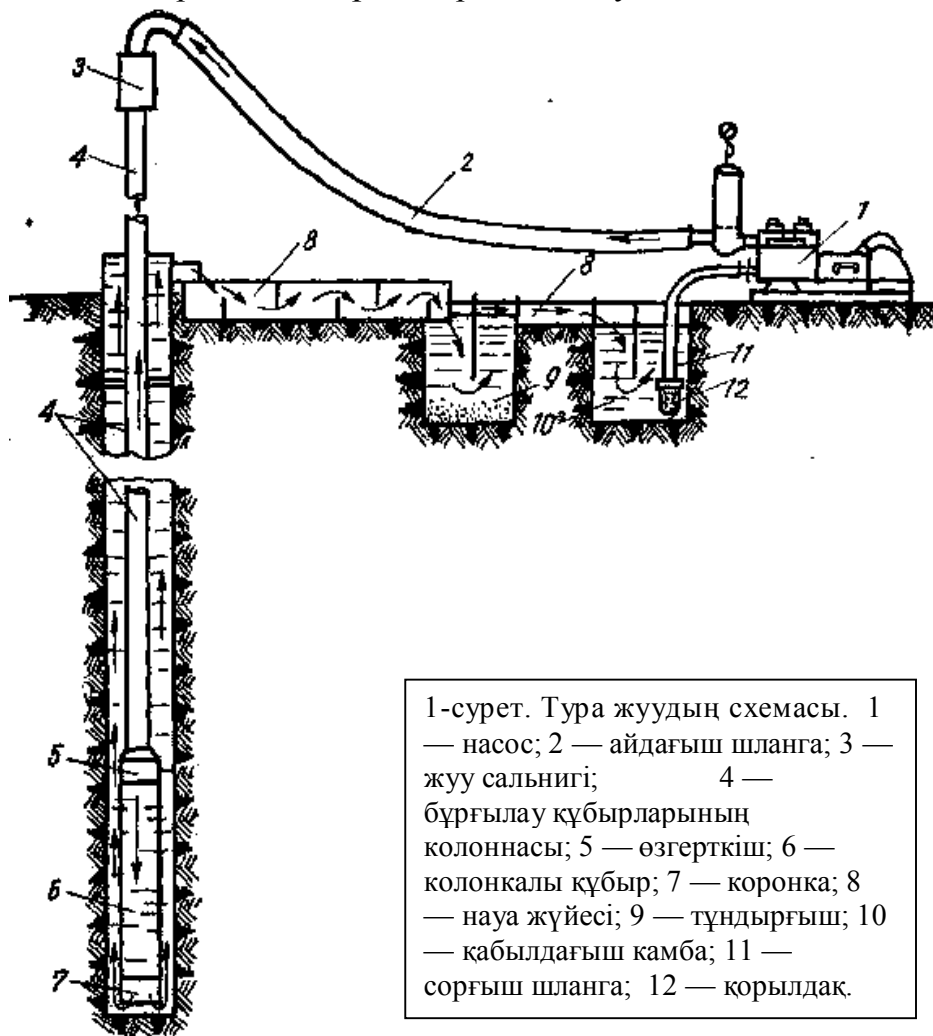 3
4
2
1
8
8
11
9
12
10
4
5
6
7
1-сурет. Тура жуудың схемасы. 1
— насос; 2 — айдағыш шланга; 3 —
жуу сальнигі; 4 —
бұрғылау құбырларының
колоннасы; 5 — өзгерткіш; 6 —
колонкалы құбыр; 7 — коронка; 8
— науа жүйесі; 9 — тұндырғыш; 10
— қабылдағыш камба; 11 —
сорғыш шланга; 12 — қорылдақ.